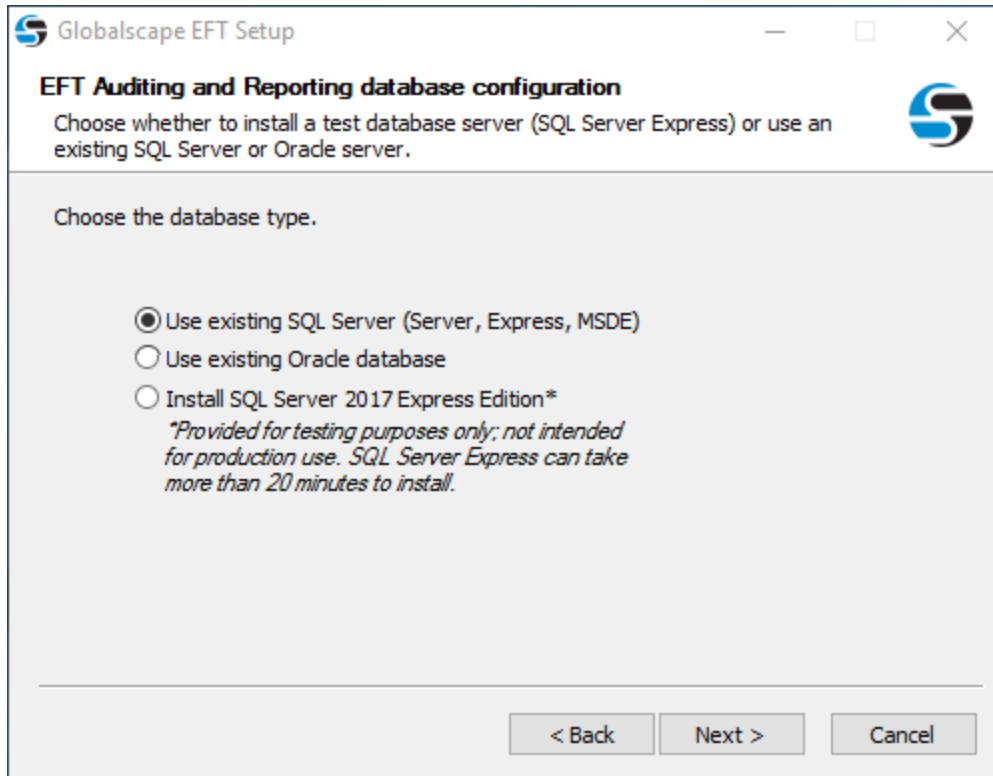 Globalscape EFT Setup
EFT Auditing and Reporting database configuration
Choose whether to install a test database server (SQL Server Express) or use an
existing SQL Server or Oracle server.
Choose the database type.
Use existing SQL Server (Server, Express, MSDE)
Use existing Oracle database
Install SQL Server 2017 Express Edition*
*Provided for testing purposes only; not intended
for production use. SQL Server Express can take
more than 20 minutes to install.
< Back Next > Cancel